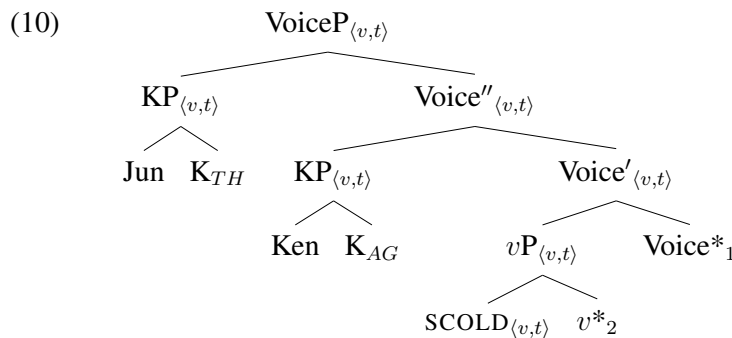 (10) VoiceP⟨v,t⟩
KP⟨v,t⟩ Voice″⟨v,t⟩
Jun K_TH KP⟨v,t⟩ Voice′⟨v,t⟩
Ken K_AG vP⟨v,t⟩ Voice*₁
SCOLD⟨v,t⟩ v*₂